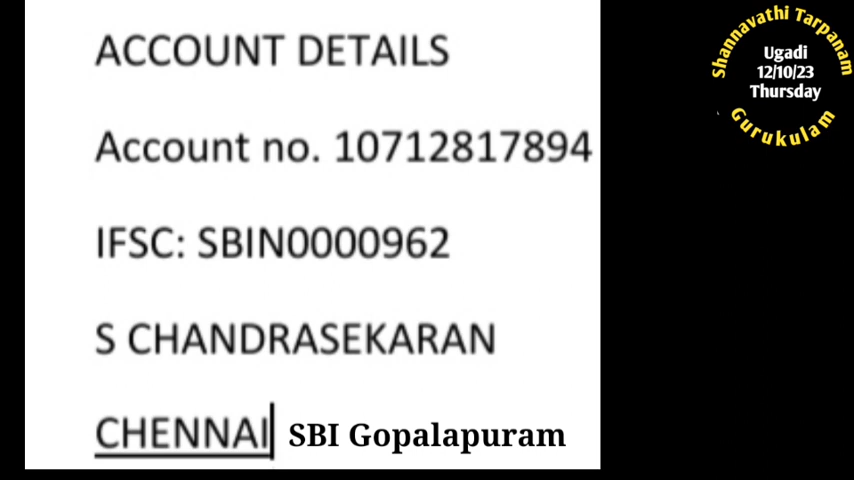 ACCOUNT DETAILS
Account no. 10712817894
IFSC: SBIN0000962
S CHANDRASEKARAN
CHENNAI SBI Gopalapuram
Shannavathi Tarpanam
Ugadi
12/10/23
Thursday
Gurukulam